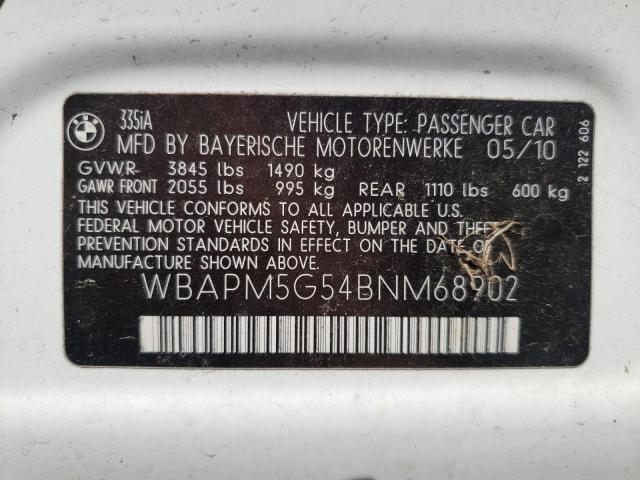 BMW
335iA
VEHICLE TYPE: PASSENGER CAR
MFD BY BAYERISCHE MOTORENWERKE 05/10
GVWR 3845 lbs 1490 kg
GAWR FRONT 2055 lbs 995 kg REAR 1110 lbs 600 kg
THIS VEHICLE CONFORMS TO ALL APPLICABLE U.S.
FEDERAL MOTOR VEHICLE SAFETY, BUMPER AND THEFT
PREVENTION STANDARDS IN EFFECT ON THE DATE OF
MANUFACTURE SHOWN ABOVE.
WBAPM5G54BNM68902
2 122 606